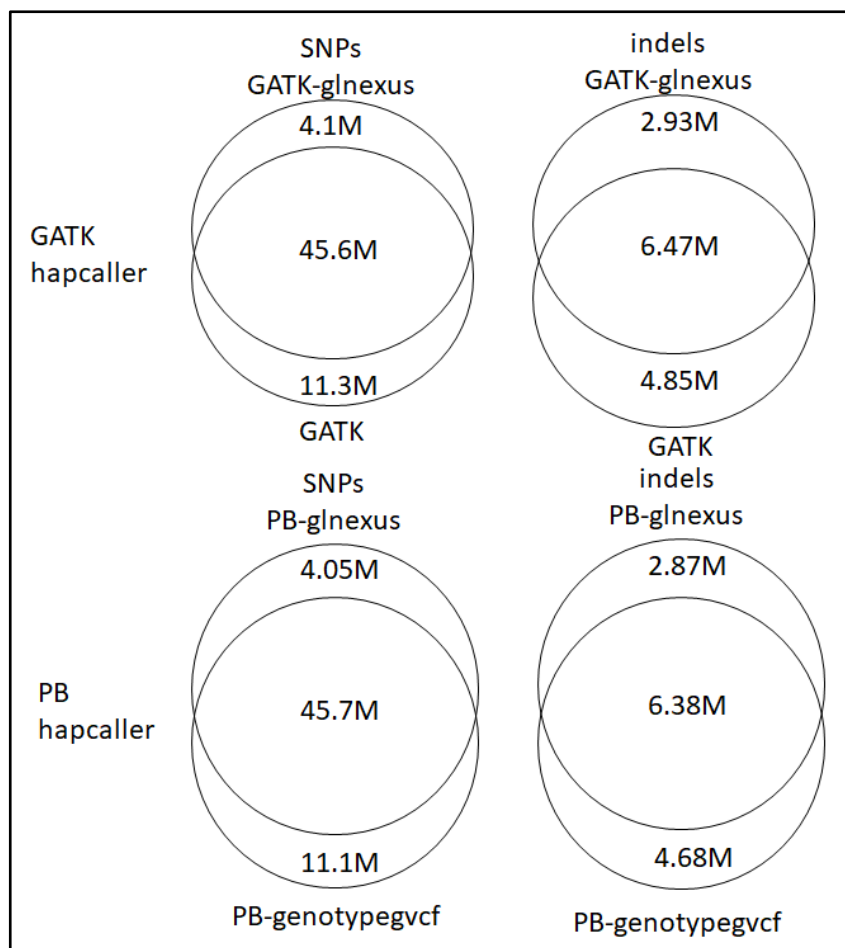 SNPs
GATK-glnexus
4.1M
indels
GATK-glnexus
2.93M
GATK
hapcaller
45.6M
6.47M
11.3M
GATK
4.85M
GATK
SNPs
PB-glnexus
4.05M
indels
PB-glnexus
2.87M
PB
hapcaller
45.7M
6.38M
11.1M
PB-genotypegvcf
4.68M
PB-genotypegvcf